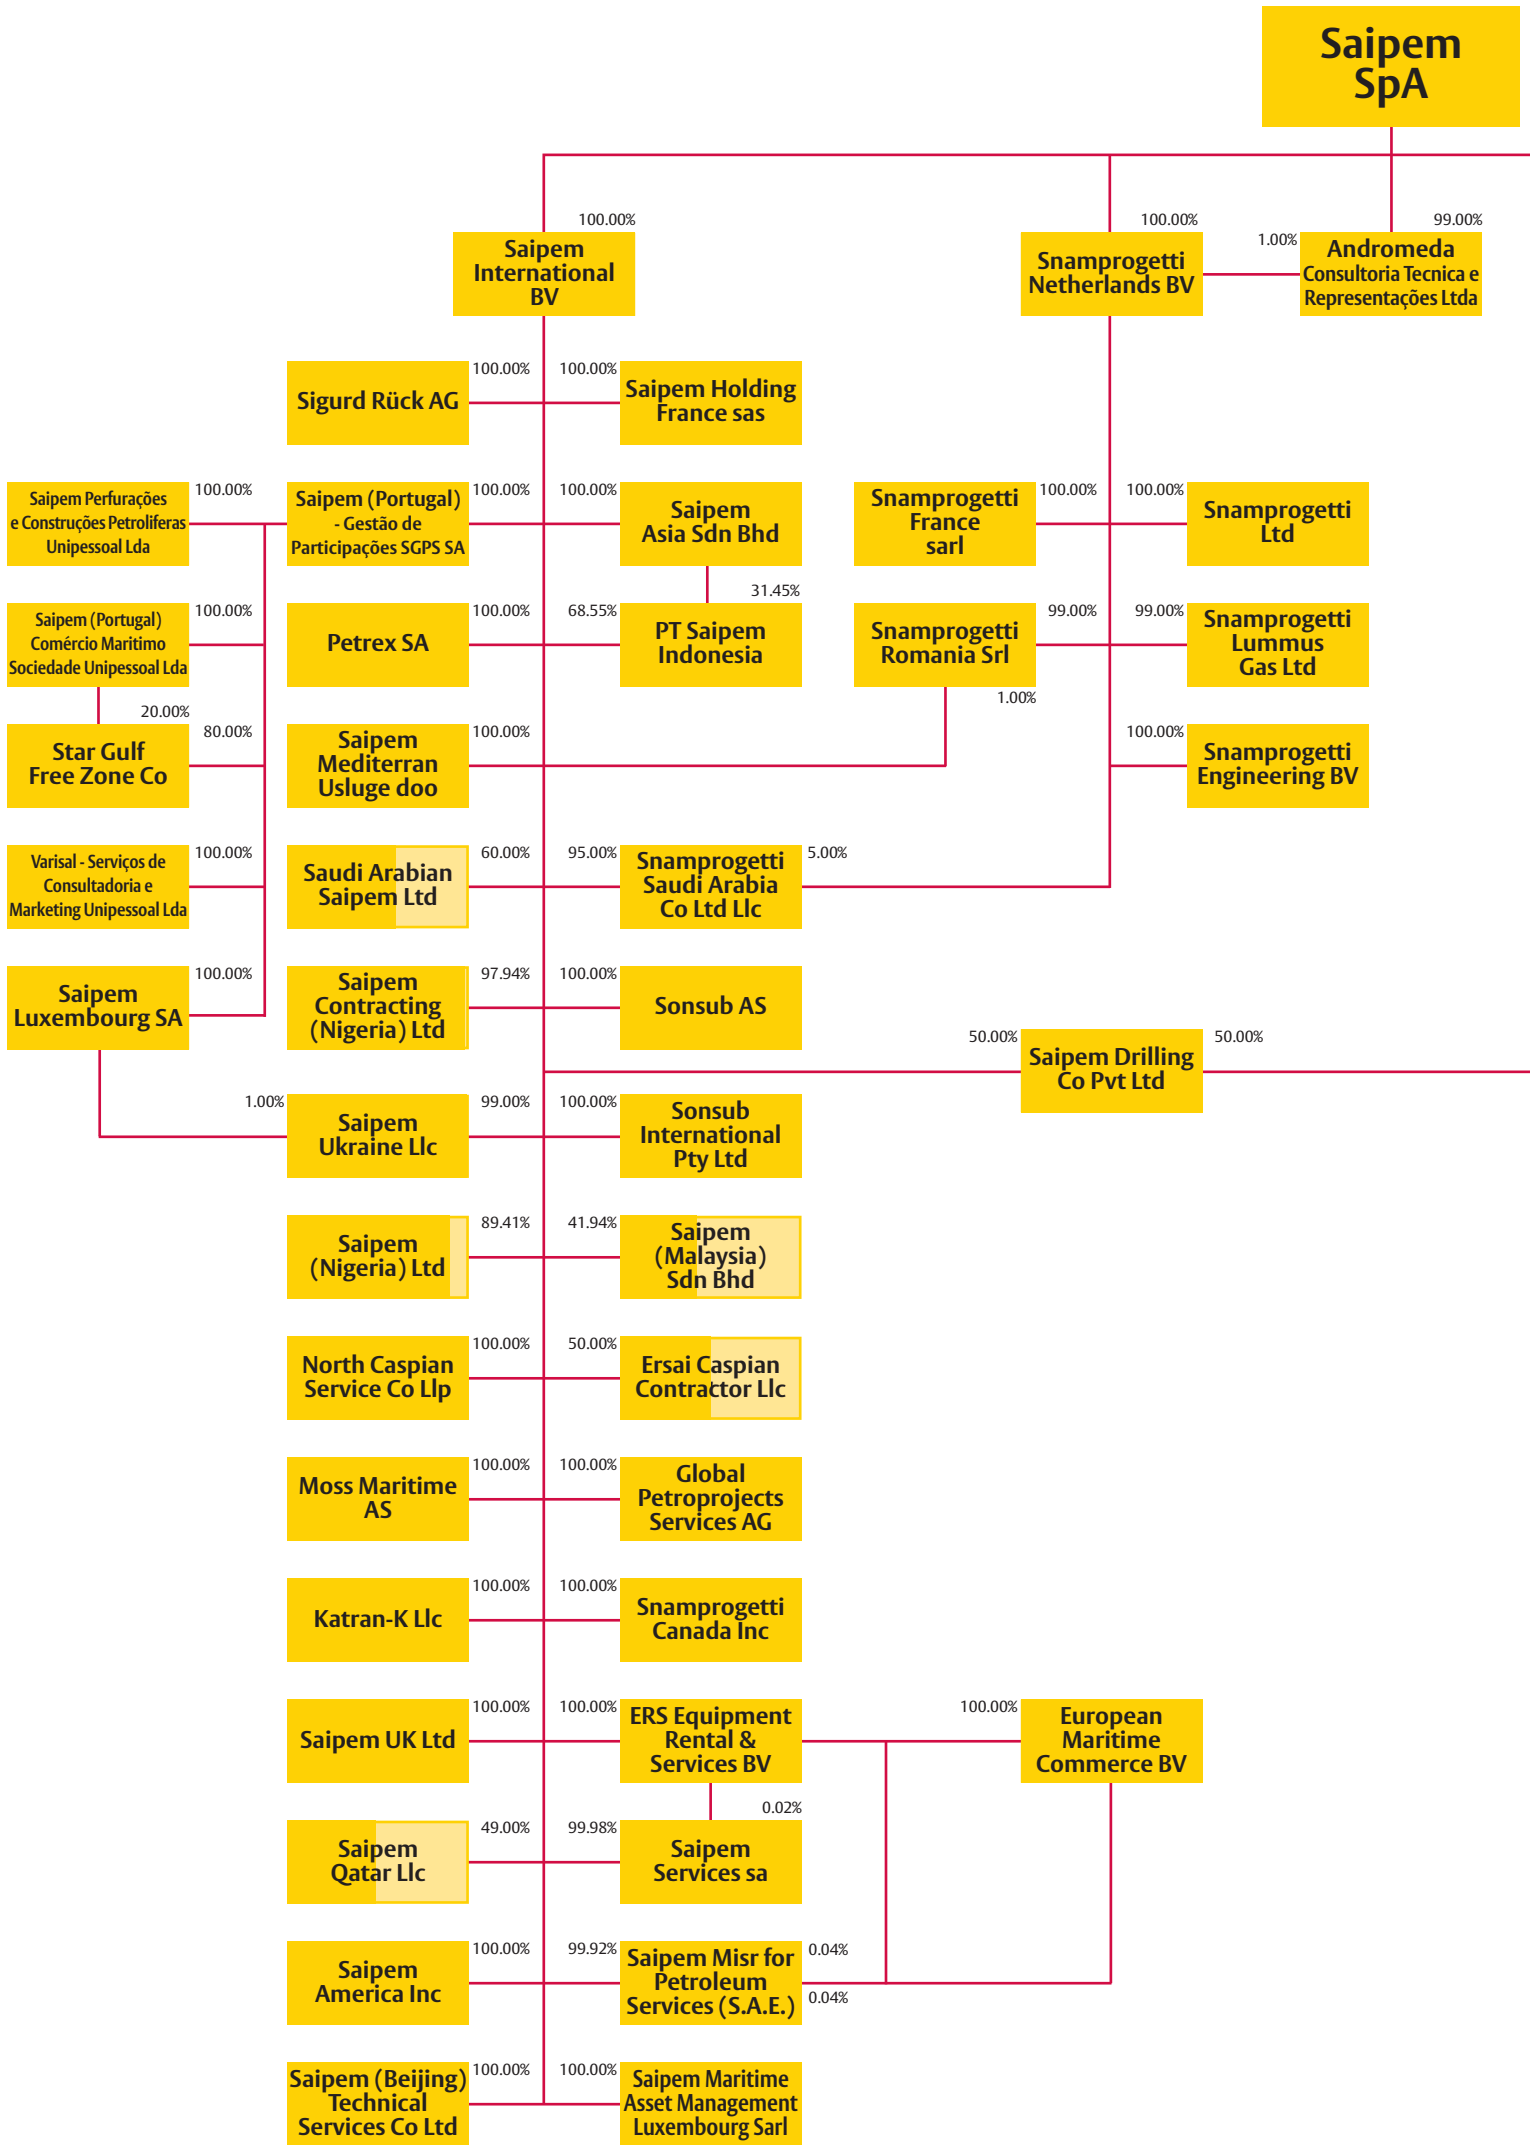 Saipem
SpA
100.00%
Saipem
International
BV
100.00%
Snamprogetti
Netherlands BV
1.00%
99.00%
Andromeda
Consultoria Tecnica e
Representações Ltda
Sigurd Rück AG
100.00%
100.00%
Saipem Holding
France sas
Saipem Perfurações
e Construções Petroliferas
Unipessoal Lda
100.00%
Saipem (Portugal)
- Gestão de
Participações SGPS SA
100.00%
100.00%
Saipem
Asia Sdn Bhd
Snamprogetti
France
sarl
100.00%
100.00%
Snamprogetti
Ltd
31.45%
Saipem (Portugal)
Comércio Maritimo
Sociedade Unipessoal Lda
100.00%
Petrex SA
100.00%
68.55%
PT Saipem
Indonesia
Snamprogetti
Romania Srl
99.00%
99.00%
Snamprogetti
Lummus
Gas Ltd
1.00%
20.00%
Star Gulf
Free Zone Co
80.00%
Saipem
Mediterran
Usluge doo
100.00%
100.00%
Snamprogetti
Engineering BV
Varisal - Serviços de
Consultadoria e
Marketing Unipessoal Lda
100.00%
Saudi Arabian
Saipem Ltd
60.00%
95.00%
Snamprogetti
Saudi Arabia
Co Ltd Llc
5.00%
Saipem
Luxembourg SA
100.00%
Saipem
Contracting
(Nigeria) Ltd
97.94%
100.00%
Sonsub AS
50.00%
Saipem Drilling
Co Pvt Ltd
50.00%
1.00%
Saipem
Ukraine Llc
99.00%
100.00%
Sonsub
International
Pty Ltd
Saipem
(Nigeria) Ltd
89.41%
41.94%
Saipem
(Malaysia)
Sdn Bhd
North Caspian
Service Co Llp
100.00%
50.00%
Ersai Caspian
Contractor Llc
Moss Maritime
AS
100.00%
100.00%
Global
Petroprojects
Services AG
Katran-K Llc
100.00%
100.00%
Snamprogetti
Canada Inc
Saipem UK Ltd
100.00%
100.00%
ERS Equipment
Rental &
Services BV
100.00%
European
Maritime
Commerce BV
0.02%
Saipem
Qatar Llc
49.00%
99.98%
Saipem
Services sa
Saipem
America Inc
100.00%
99.92%
Saipem Misr for
Petroleum
Services (S.A.E.)
0.04%
0.04%
Saipem (Beijing)
Technical
Services Co Ltd
100.00%
100.00%
Saipem Maritime
Asset Management
Luxembourg Sarl